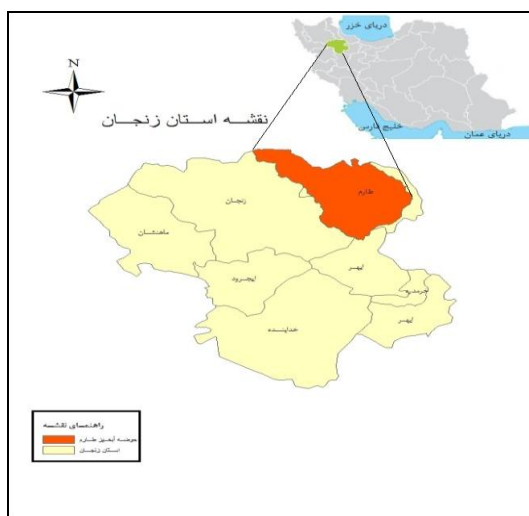 دریای خزر
خلیج فارس
دریای عمان
N
نقشه استان زنجان
طارم
زنجان
ماهنشان
ابهر
ایجرود
خرمدره
ابهر
خدابنده
راهنمای نقشه
حوضه آبخیز طارم
استان زنجان